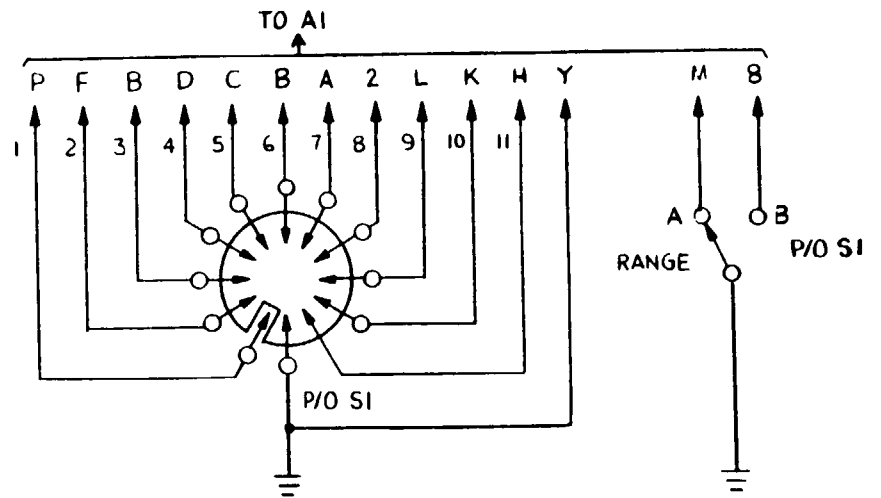 TO A1
P F B D C B A 2 L K H Y M 8
1 2 3 4 5 6 7 8 9 10 11
A B
P/O S1
RANGE
P/O S1